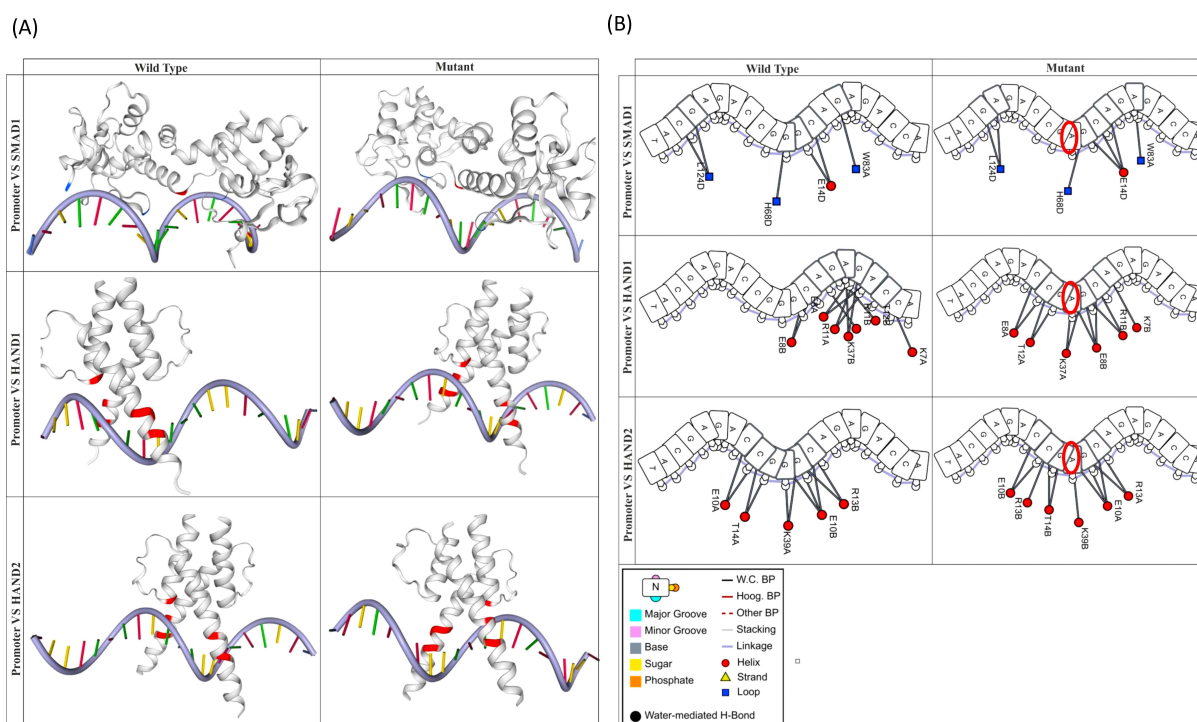 (A)
(B)
Wild Type
Mutant
Wild Type
Mutant
Promoter VS SMAD1
Promoter VS HAND1
Promoter VS HAND2
Promoter VS SMAD1
L124D
H68D
E14D
W83A
L124D
H68D
E14D
W83A
Promoter VS HAND1
E8B
R11A
K37B
K7A
E8A
T12A
K37A
E8B
R11B
K7B
Promoter VS HAND2
E10A
T14A
K39A
E10B
R13B
E10B
R13B
T14B
K39B
E10A
R13A
N
Major Groove
Minor Groove
Base
Sugar
Phosphate
Water-mediated H-Bond
W.C. BP
Hoog. BP
Other BP
Stacking
Linkage
Helix
Strand
Loop